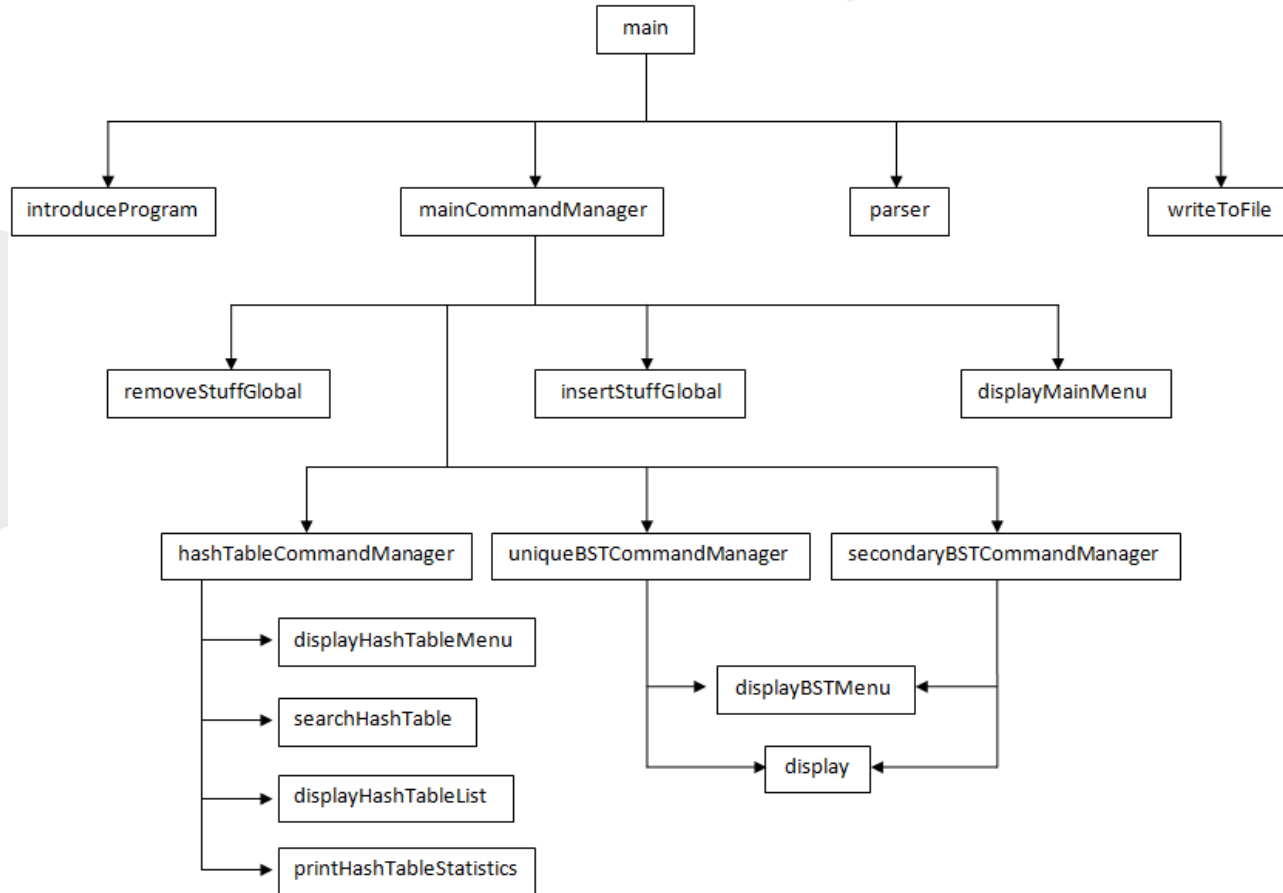 main
introduceProgram
mainCommandManager
parser
writeToFile
removeStuffGlobal
insertStuffGlobal
displayMainMenu
hashTableCommandManager
uniqueBSTCommandManager
secondaryBSTCommandManager
displayHashTableMenu
displayBSTMenu
searchHashTable
display
displayHashTableList
printHashTableStatistics